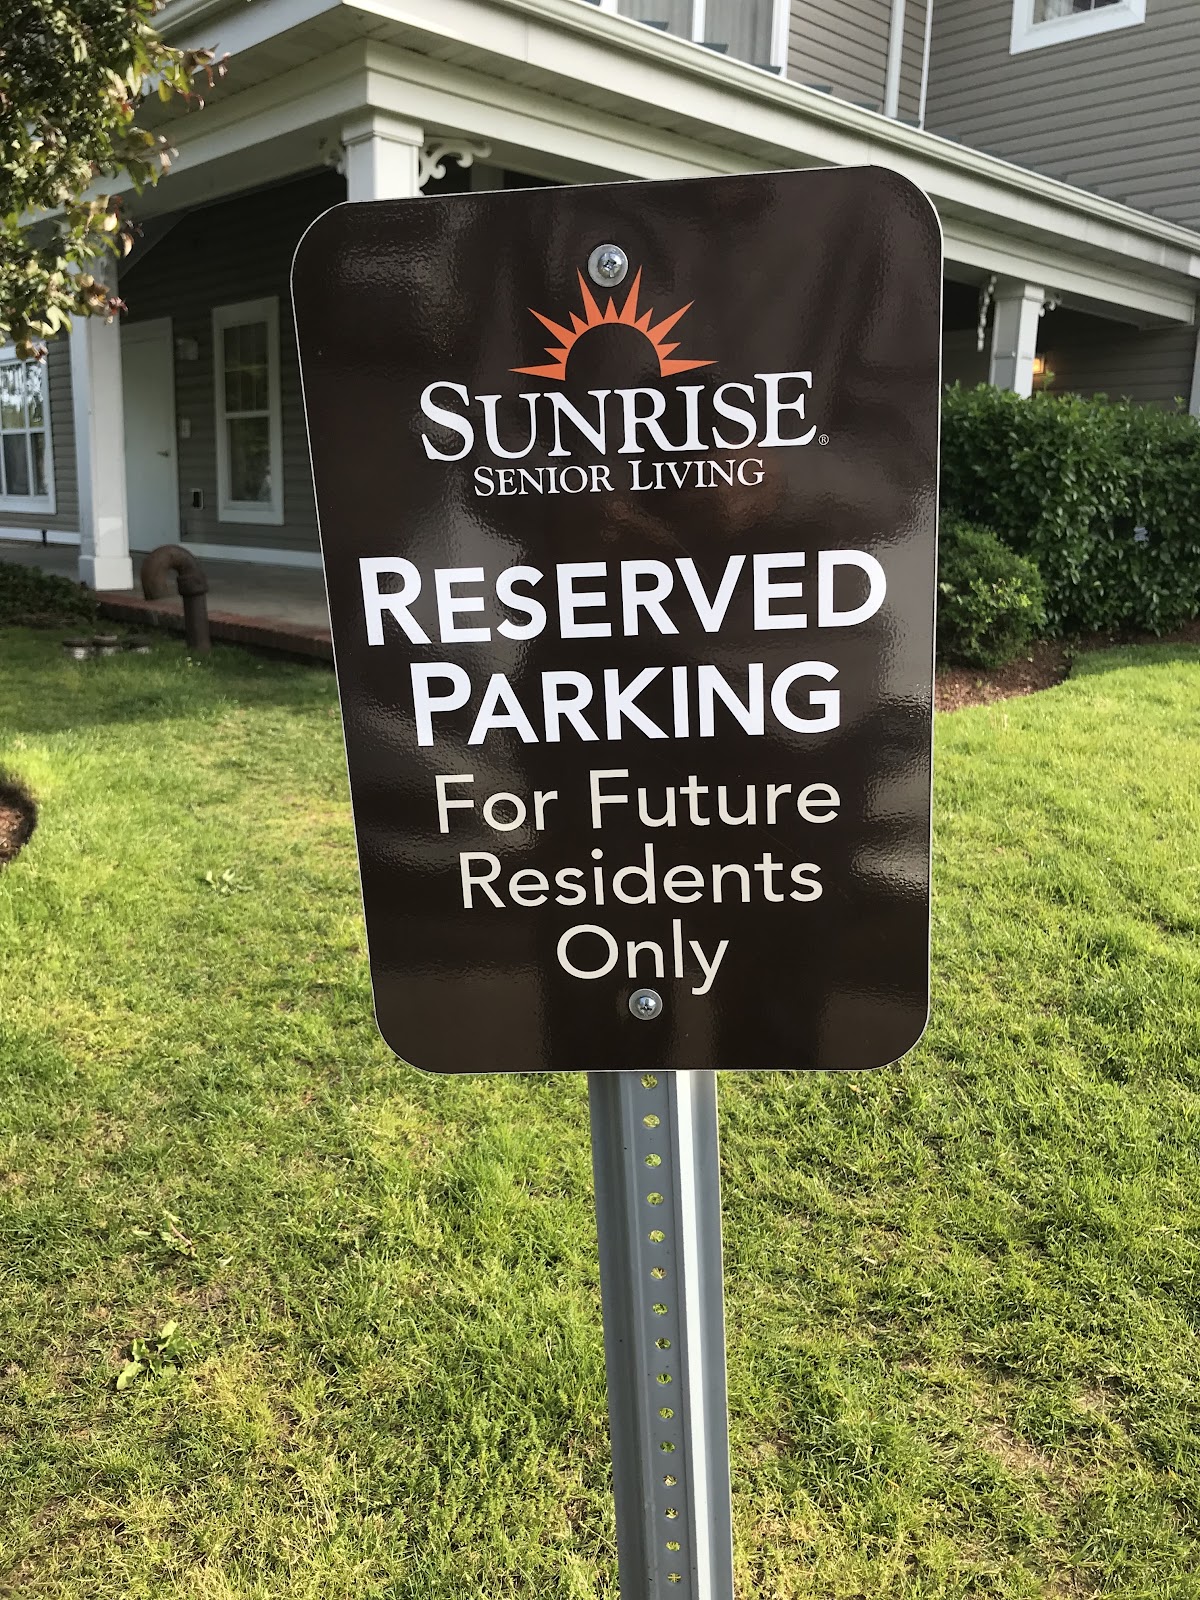 SUNRISE®
SENIOR LIVING
RESERVED
PARKING
For Future
Residents
Only